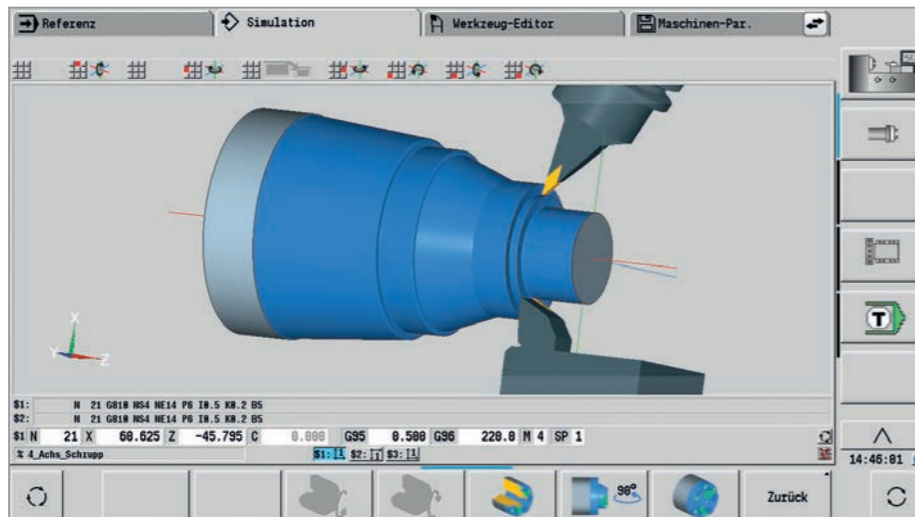 Referenz Simulation Werkzeug-Editor Maschinen-Par.
X
Y Z
$1: N 21 G810 NS4 NE14 P6 I0.5 K0.2 B5
$2: N 21 G810 NS4 NE14 P6 I0.5 K0.2 B5
$1 N 21 X 60.625 Z -45.795 C 0.000 G95 0.500 G96 220.0 M 4 SP 1
% 4_Achs_Schrupp $1: 1 $2: 1 $3: 1
T
14:46:01
90° Zurück